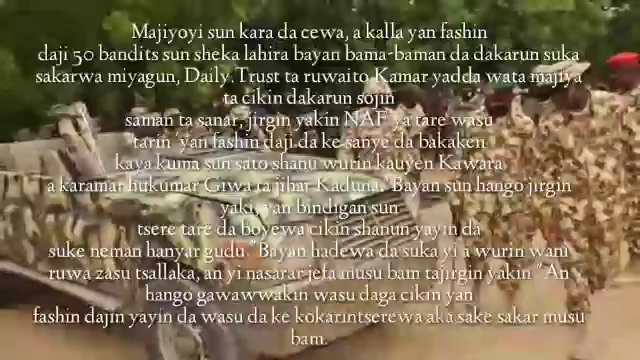 Majiyoyi sun kara da cewa, a kalla yan fashin
daji 50 bandits sun sheka lahira bayan bama-baman da dakarun suka
sakarwa miyagun, Daily.Trust ta ruwaito Kamar yadda wata majiya
ta cikin dakarun sojin
saman ta sanar, jirgin yakin NAF ya tare wasu
"tarin 'yan fashin daji da ke sanye da bakaken
kaya kuma sun sato shanu wurin kauyen Kawara
a karamar hukumar Giwa ta jihar Kaduna. "Bayan sun hango jirgin
yaki, yan bindigan sun
tsere tare da boyewa cikin shanun yayin da
suke neman hanyar gudu. "Bayan hadewa da suka yi a wurin wani
ruwa zasu tsallaka, an yi nasarar jefa musu bam tajirgin yakin "An
hango gawawwakin wasu daga cikin yan
fashin dajin yayin da wasu da ke kokarintserewa aka sake sakar musu
bam.